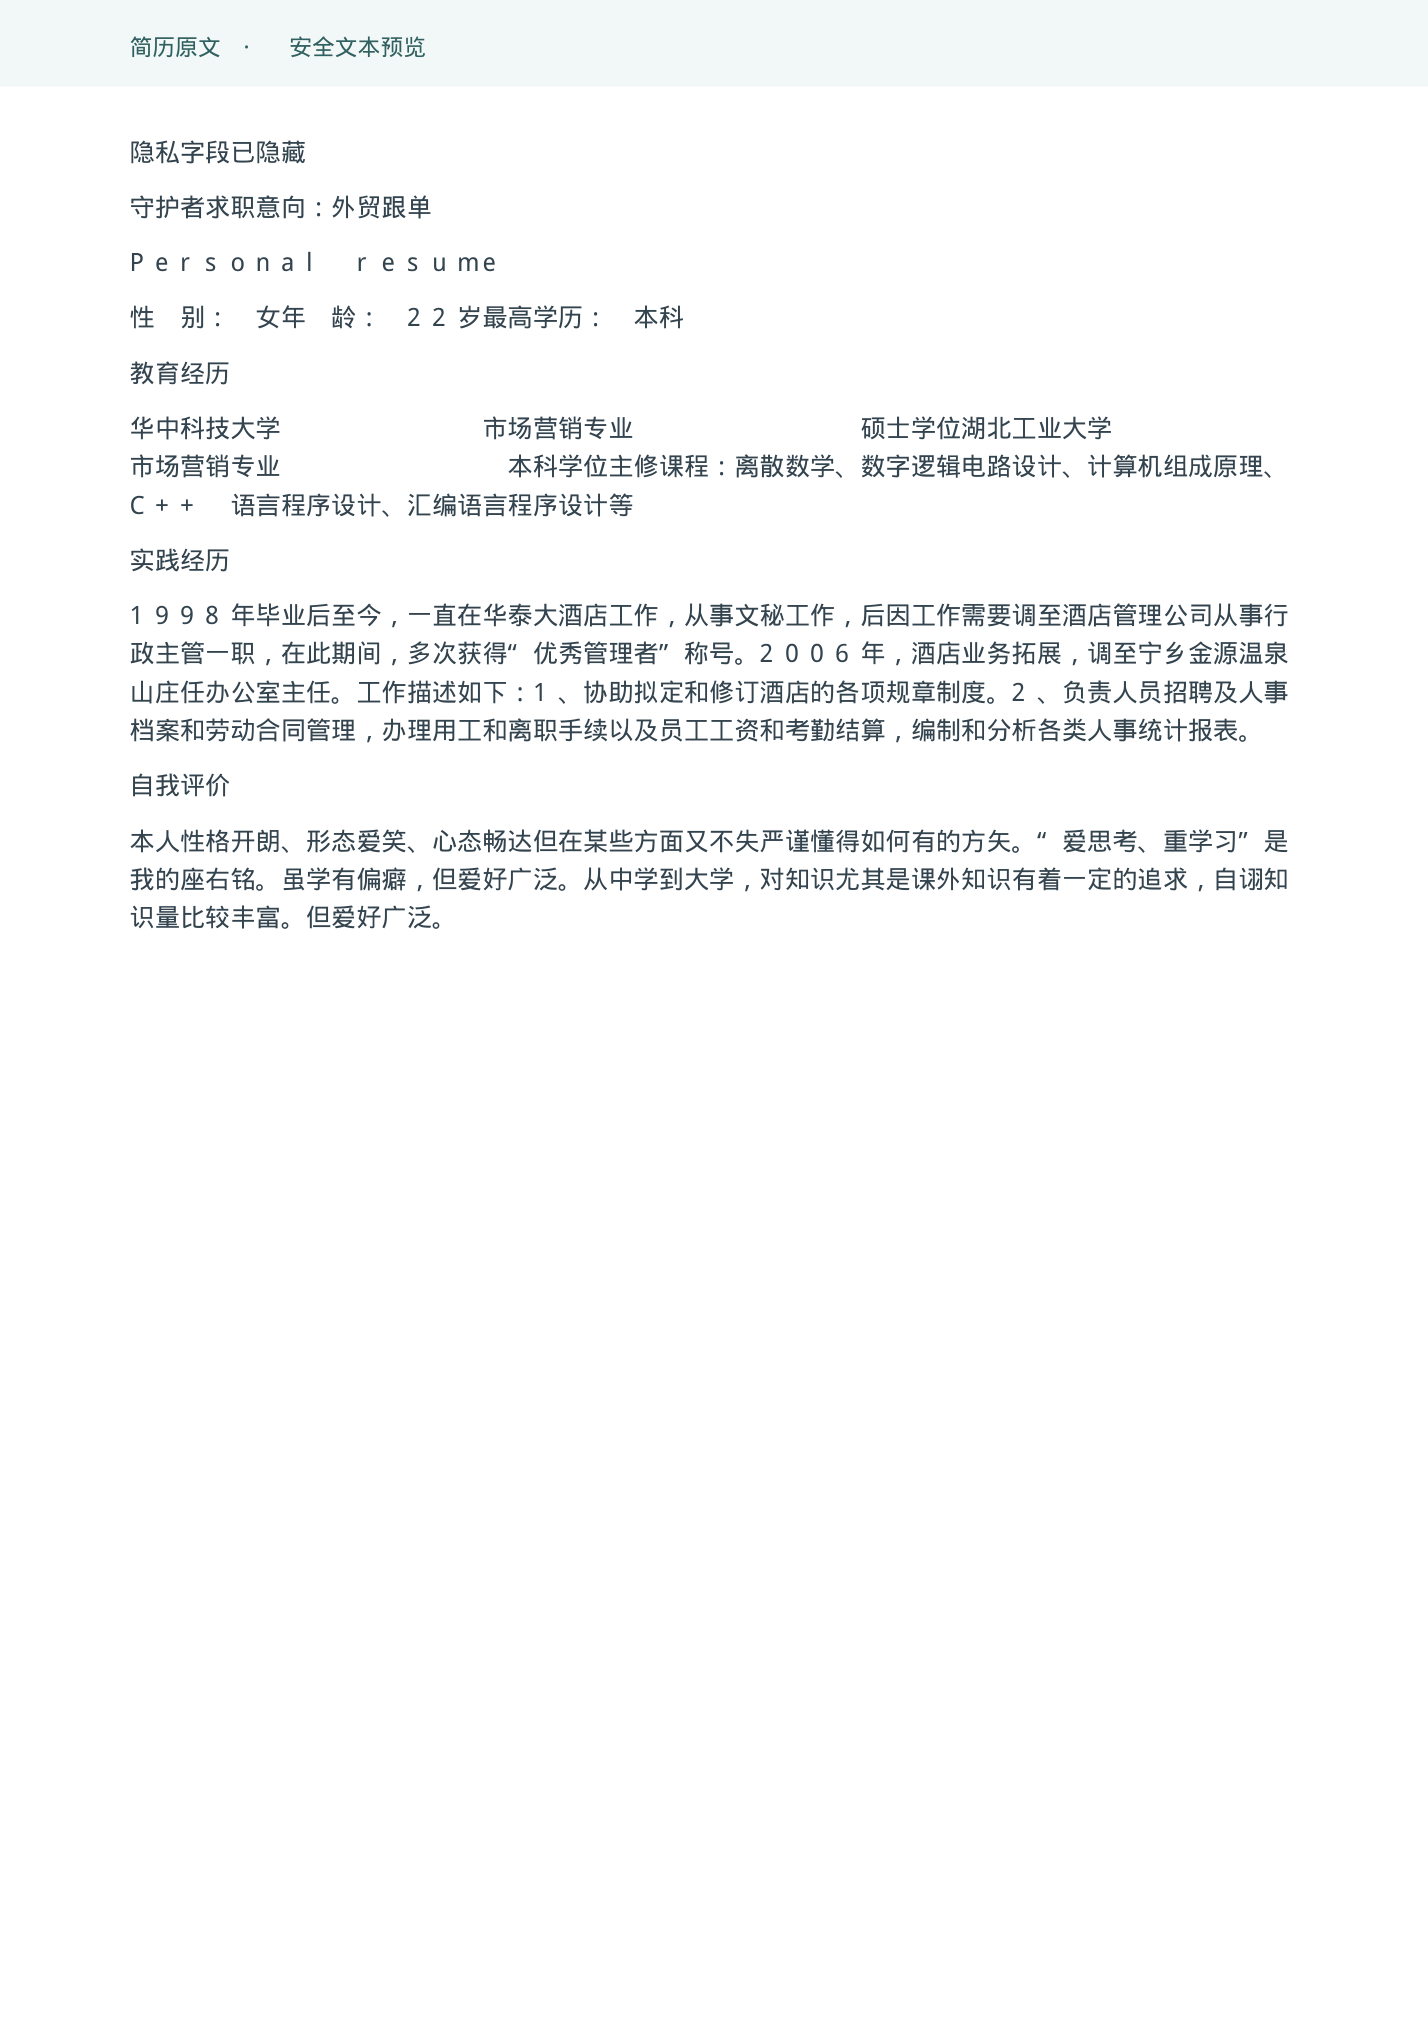 简历原文 · 安全文本预览
隐私字段已隐藏
守护者求职意向：外贸跟单
Personal resume
性 别： 女年 龄： 22岁最高学历： 本科
教育经历
华中科技大学 市场营销专业 硕士学位湖北工业大学
市场营销专业 本科学位主修课程：离散数学、数字逻辑电路设计、计算机组成原理、
C++ 语言程序设计、汇编语言程序设计等
实践经历
1998年毕业后至今，一直在华泰大酒店工作，从事文秘工作，后因工作需要调至酒店管理公司从事行
政主管一职，在此期间，多次获得“优秀管理者”称号。2006年，酒店业务拓展，调至宁乡金源温泉
山庄任办公室主任。工作描述如下：1、协助拟定和修订酒店的各项规章制度。2、负责人员招聘及人事
档案和劳动合同管理，办理用工和离职手续以及员工工资和考勤结算，编制和分析各类人事统计报表。
自我评价
本人性格开朗、形态爱笑、心态畅达但在某些方面又不失严谨懂得如何有的方矢。“爱思考、重学习”是
我的座右铭。虽学有偏癖，但爱好广泛。从中学到大学，对知识尤其是课外知识有着一定的追求，自诩知
识量比较丰富。但爱好广泛。